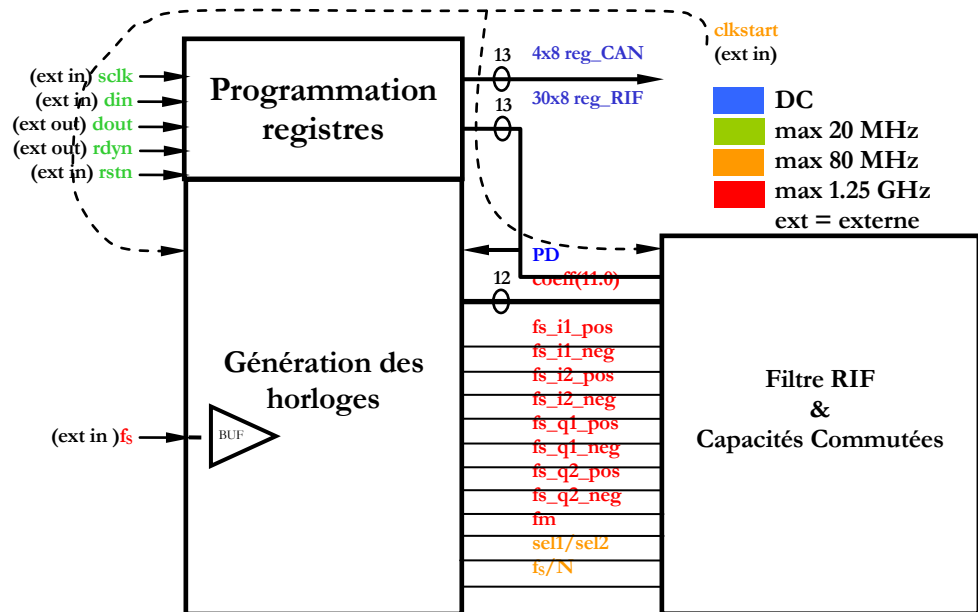 clkstart
(ext in)
13
4x8 reg_CAN
30x8 reg_RIF
13
(ext in) sclk
(ext in) din
(ext out) dout
(ext out) rdyn
(ext in) rstn
Programmation
registres
DC
max 20 MHz
max 80 MHz
max 1.25 GHz
ext = externe
PD
coeff(11:0)
12
fs_i1_pos
fs_i1_neg
fs_i2_pos
fs_i2_neg
fs_q1_pos
fs_q1_neg
fs_q2_pos
fs_q2_neg
fm
sel1/sel2
fs/N
Génération des
horloges
(ext in )fs
BUF
Filtre RIF
&
Capacités Commutées